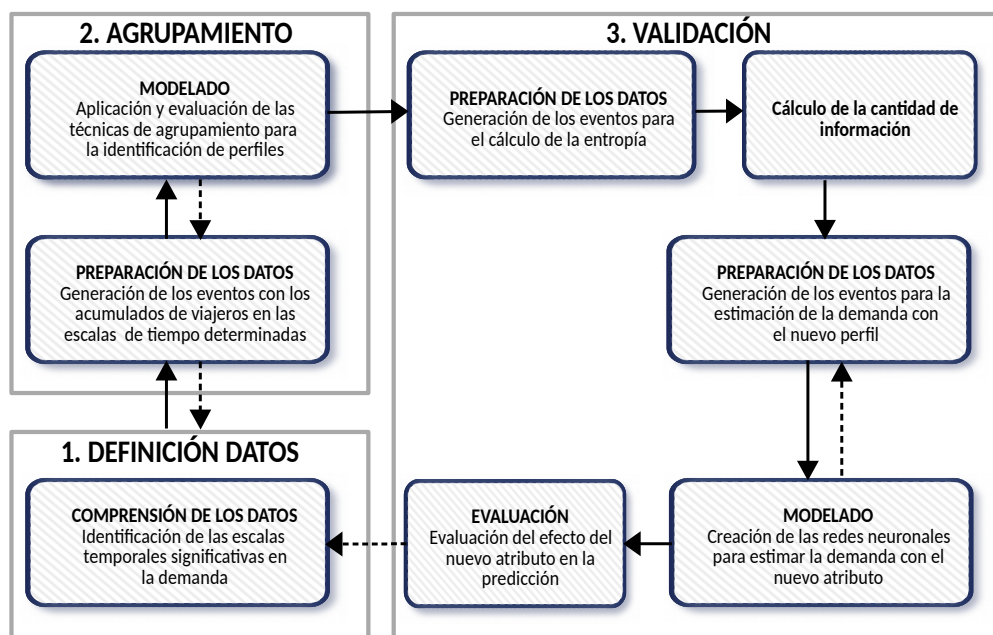 2. AGRUPAMIENTO
MODELADO
Aplicación y evaluación de las
técnicas de agrupamiento para
la identificación de perfiles
PREPARACIÓN DE LOS DATOS
Generación de los eventos con los
acumulados de viajeros en las
escalas de tiempo determinadas
1. DEFINICIÓN DATOS
COMPRENSIÓN DE LOS DATOS
Identificación de las escalas
temporales significativas en
la demanda
3. VALIDACIÓN
PREPARACIÓN DE LOS DATOS
Generación de los eventos para
el cálculo de la entropía
Cálculo de la cantidad de
información
PREPARACIÓN DE LOS DATOS
Generación de los eventos para la
estimación de la demanda con
el nuevo perfil
MODELADO
Creación de las redes neuronales
para estimar la demanda con el
nuevo atributo
EVALUACIÓN
Evaluación del efecto del
nuevo atributo en la
predicción